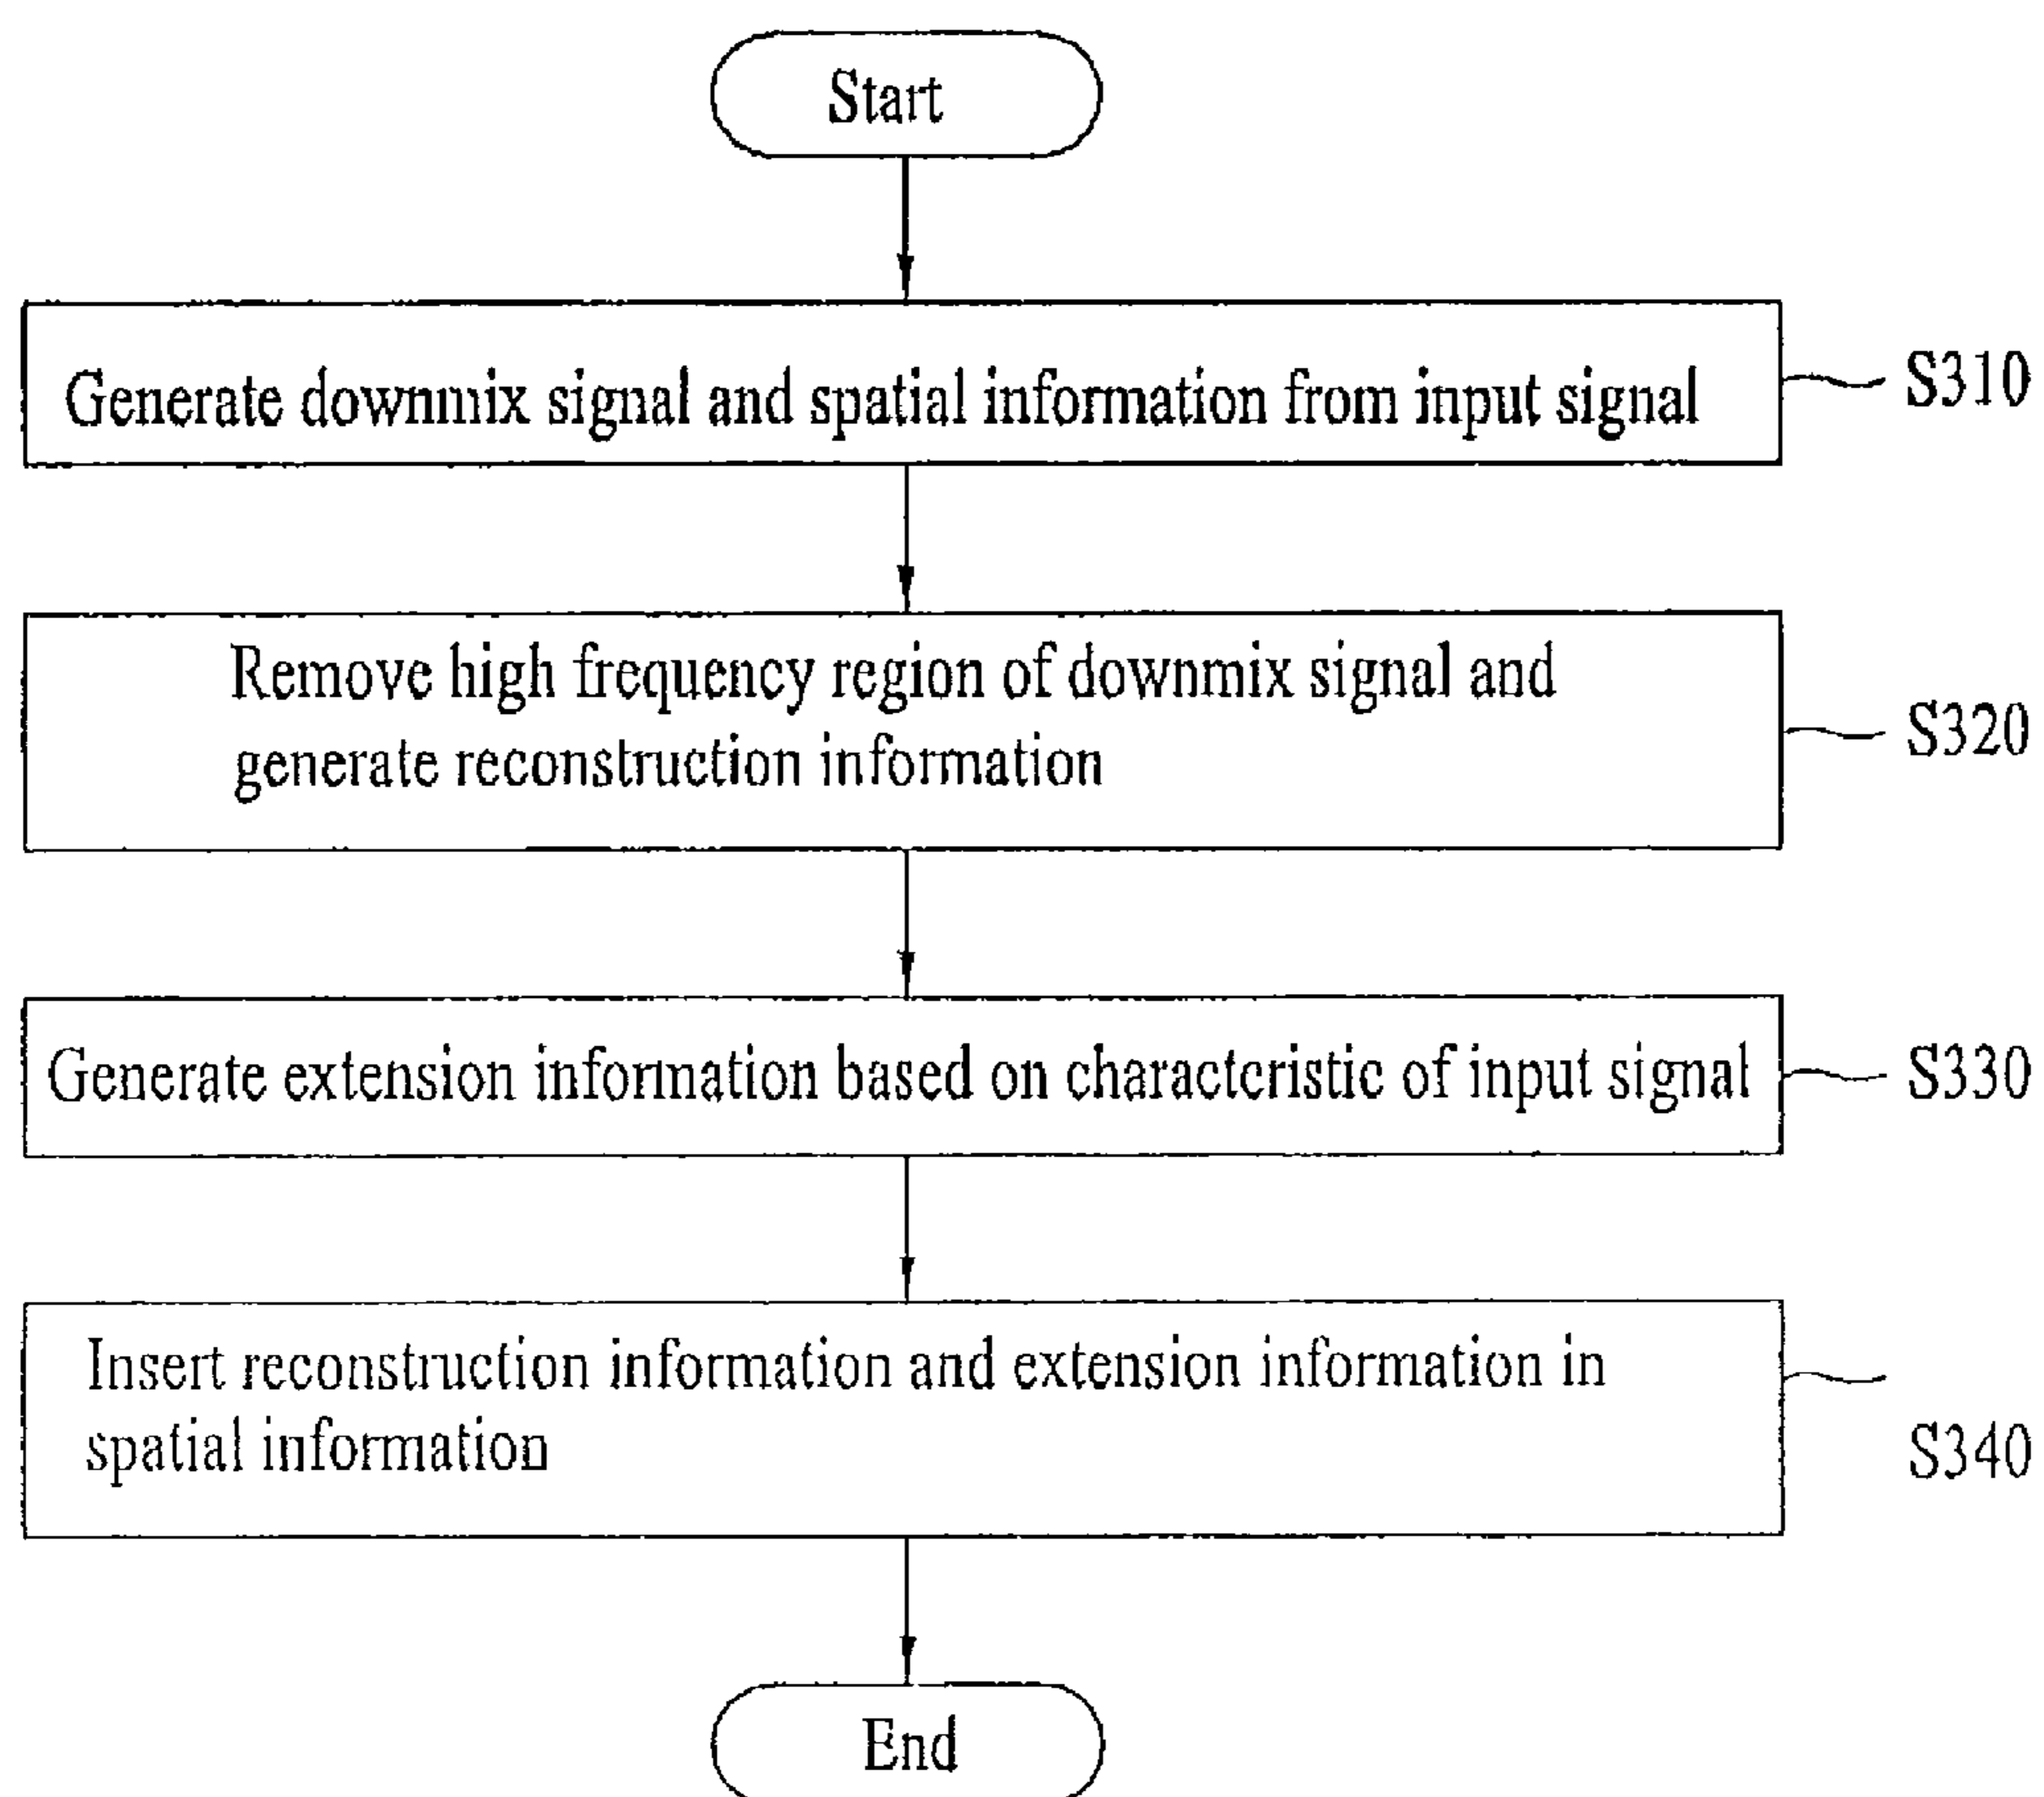 Start
Generate downmix signal and spatial information from input signal
S310
Remove high frequency region of downmix signal and
generate reconstruction information
S320
Generate extension information based on characteristic of input signal
S330
Insert reconstruction information and extension information in
spatial information
S340
End